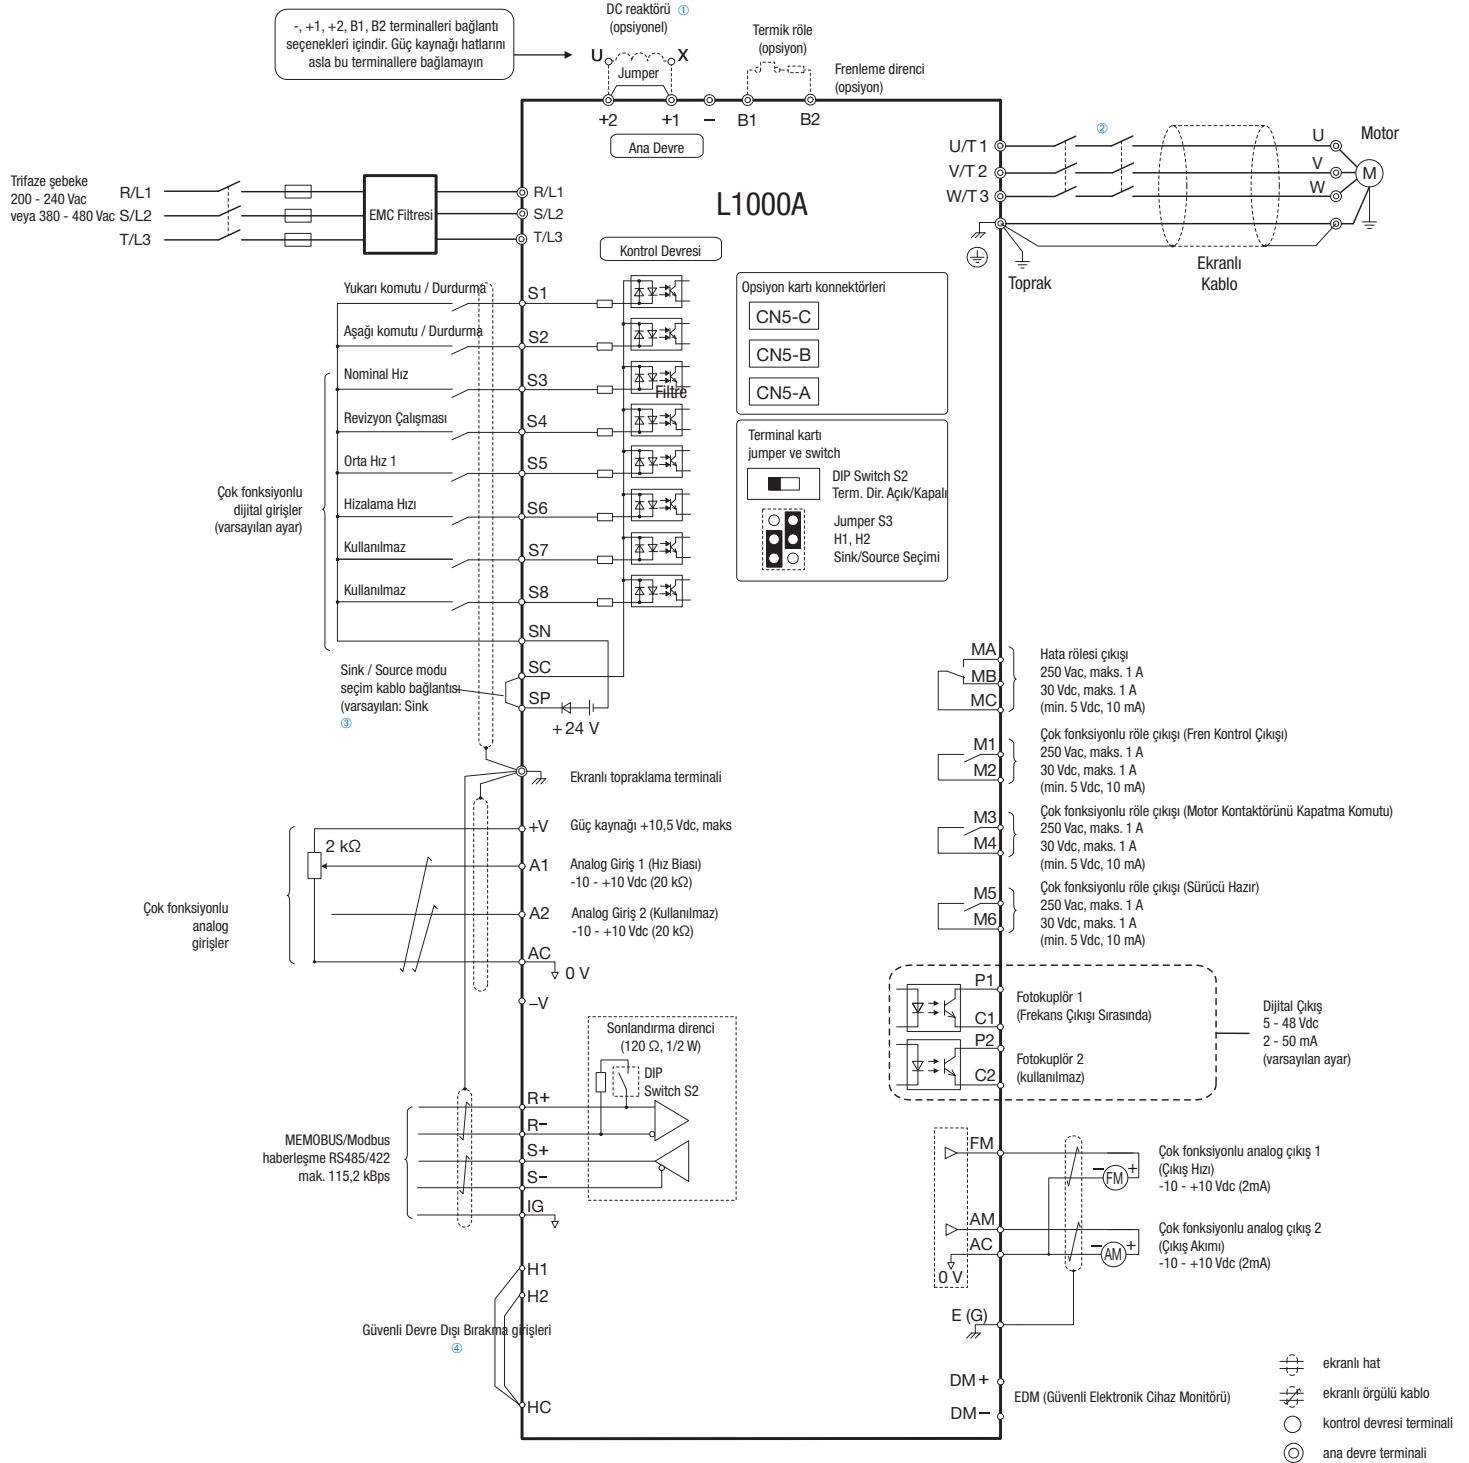 -, +1, +2, B1, B2 terminalleri bağlantı
seçenekleri içindir. Güç kaynağı hatlarını
asla bu terminallere bağlamayın
DC reaktörü ①
(opsiyonel)
U
X
Jumper
Termik röle
(opsiyon)
Frenleme direnci
(opsiyon)
+2
+1
–
B1
B2
Ana Devre
L1000A
Trifaze şebeke
200 - 240 Vac
veya 380 - 480 Vac
R/L1
S/L2
T/L3
EMC Filtresi
R/L1
S/L2
T/L3
U/T1
V/T2
W/T3
②
U
V
W
Motor
M
Toprak
Ekranlı
Kablo
Kontrol Devresi
Yukarı komutu / Durdurma
S1
Aşağı komutu / Durdurma
S2
Nominal Hız
S3
Filtre
Revizyon Çalışması
S4
Orta Hız 1
S5
Hizalama Hızı
S6
Kullanılmaz
S7
Kullanılmaz
S8
Çok fonksiyonlu
dijital girişler
(varsayılan ayar)
SN
SC
SP
+24 V
Sink / Source modu
seçim kablo bağlantısı
(varsayılan: Sink
③
Opsiyon kartı konnektörleri
CN5-C
CN5-B
CN5-A
Terminal kartı
jumper ve switch
DIP Switch S2
Term. Dir. Açık/Kapalı
Jumper S3
H1, H2
Sink/Source Seçimi
Ekranlı topraklama terminali
+V
Güç kaynağı +10,5 Vdc, maks
2 kΩ
A1
Analog Giriş 1 (Hız Biası)
-10 - +10 Vdc (20 kΩ)
A2
Analog Giriş 2 (Kullanılmaz)
-10 - +10 Vdc (20 kΩ)
AC
0 V
–V
Çok fonksiyonlu
analog
girişler
Sonlandırma direnci
(120 Ω, 1/2 W)
DIP
Switch S2
R+
R−
S+
S−
IG
MEMOBUS/Modbus
haberleşme RS485/422
mak. 115,2 kBps
H1
H2
Güvenli Devre Dışı Bırakma girişleri
④
HC
MA
MB
MC
Hata rölesi çıkışı
250 Vac, maks. 1 A
30 Vdc, maks. 1 A
(min. 5 Vdc, 10 mA)
M1
M2
Çok fonksiyonlu röle çıkışı (Fren Kontrol Çıkışı)
250 Vac, maks. 1 A
30 Vdc, maks. 1 A
(min. 5 Vdc, 10 mA)
M3
M4
Çok fonksiyonlu röle çıkışı (Motor Kontaktörünü Kapatma Komutu)
250 Vac, maks. 1 A
30 Vdc, maks. 1 A
(min. 5 Vdc, 10 mA)
M5
M6
Çok fonksiyonlu röle çıkışı (Sürücü Hazır)
250 Vac, maks. 1 A
30 Vdc, maks. 1 A
(min. 5 Vdc, 10 mA)
P1
C1
Fotokuplör 1
(Frekans Çıkışı Sırasında)
P2
C2
Fotokuplör 2
(kullanılmaz)
Dijital Çıkış
5 - 48 Vdc
2 - 50 mA
(varsayılan ayar)
FM
− FM +
Çok fonksiyonlu analog çıkış 1
(Çıkış Hızı)
-10 - +10 Vdc (2mA)
AM
AC
0 V
− AM +
Çok fonksiyonlu analog çıkış 2
(Çıkış Akımı)
-10 - +10 Vdc (2mA)
E (G)
DM+
DM−
EDM (Güvenli Elektronik Cihaz Monitörü)
ekranlı hat
ekranlı örgülü kablo
kontrol devresi terminali
ana devre terminali